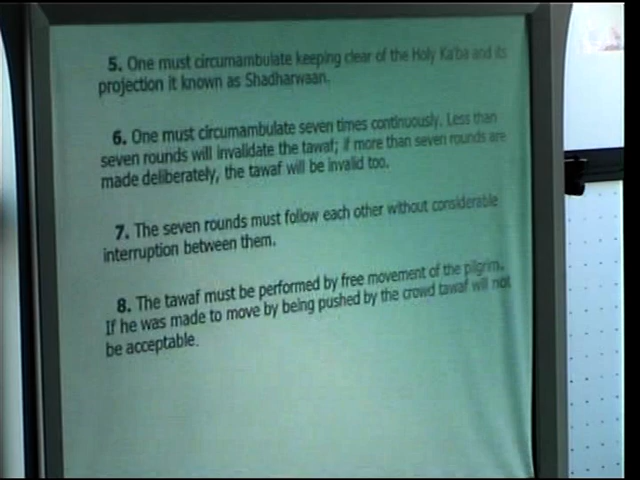 5. One must circumambulate keeping clear of the Holy Ka'ba and its
projection it known as Shadharwaan.
6. One must circumambulate seven times continuously. Less than
seven rounds will invalidate the tawaf; if more than seven rounds are
made deliberately, the tawaf will be invalid too.
7. The seven rounds must follow each other without considerable
interruption between them.
8. The tawaf must be performed by free movement of the pilgrim.
If he was made to move by being pushed by the crowd tawaf will not
be acceptable.